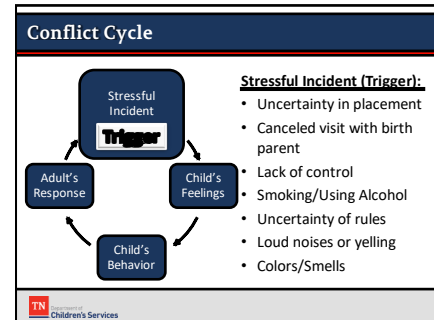 Conflict Cycle
Stressful
Incident
Trigger
Adult's
Response
Child's
Feelings
Child's
Behavior
Stressful Incident (Trigger):
• Uncertainty in placement
• Canceled visit with birth
parent
• Lack of control
• Smoking/Using Alcohol
• Uncertainty of rules
• Loud noises or yelling
• Colors/Smells
TN
Department of
Children's Services